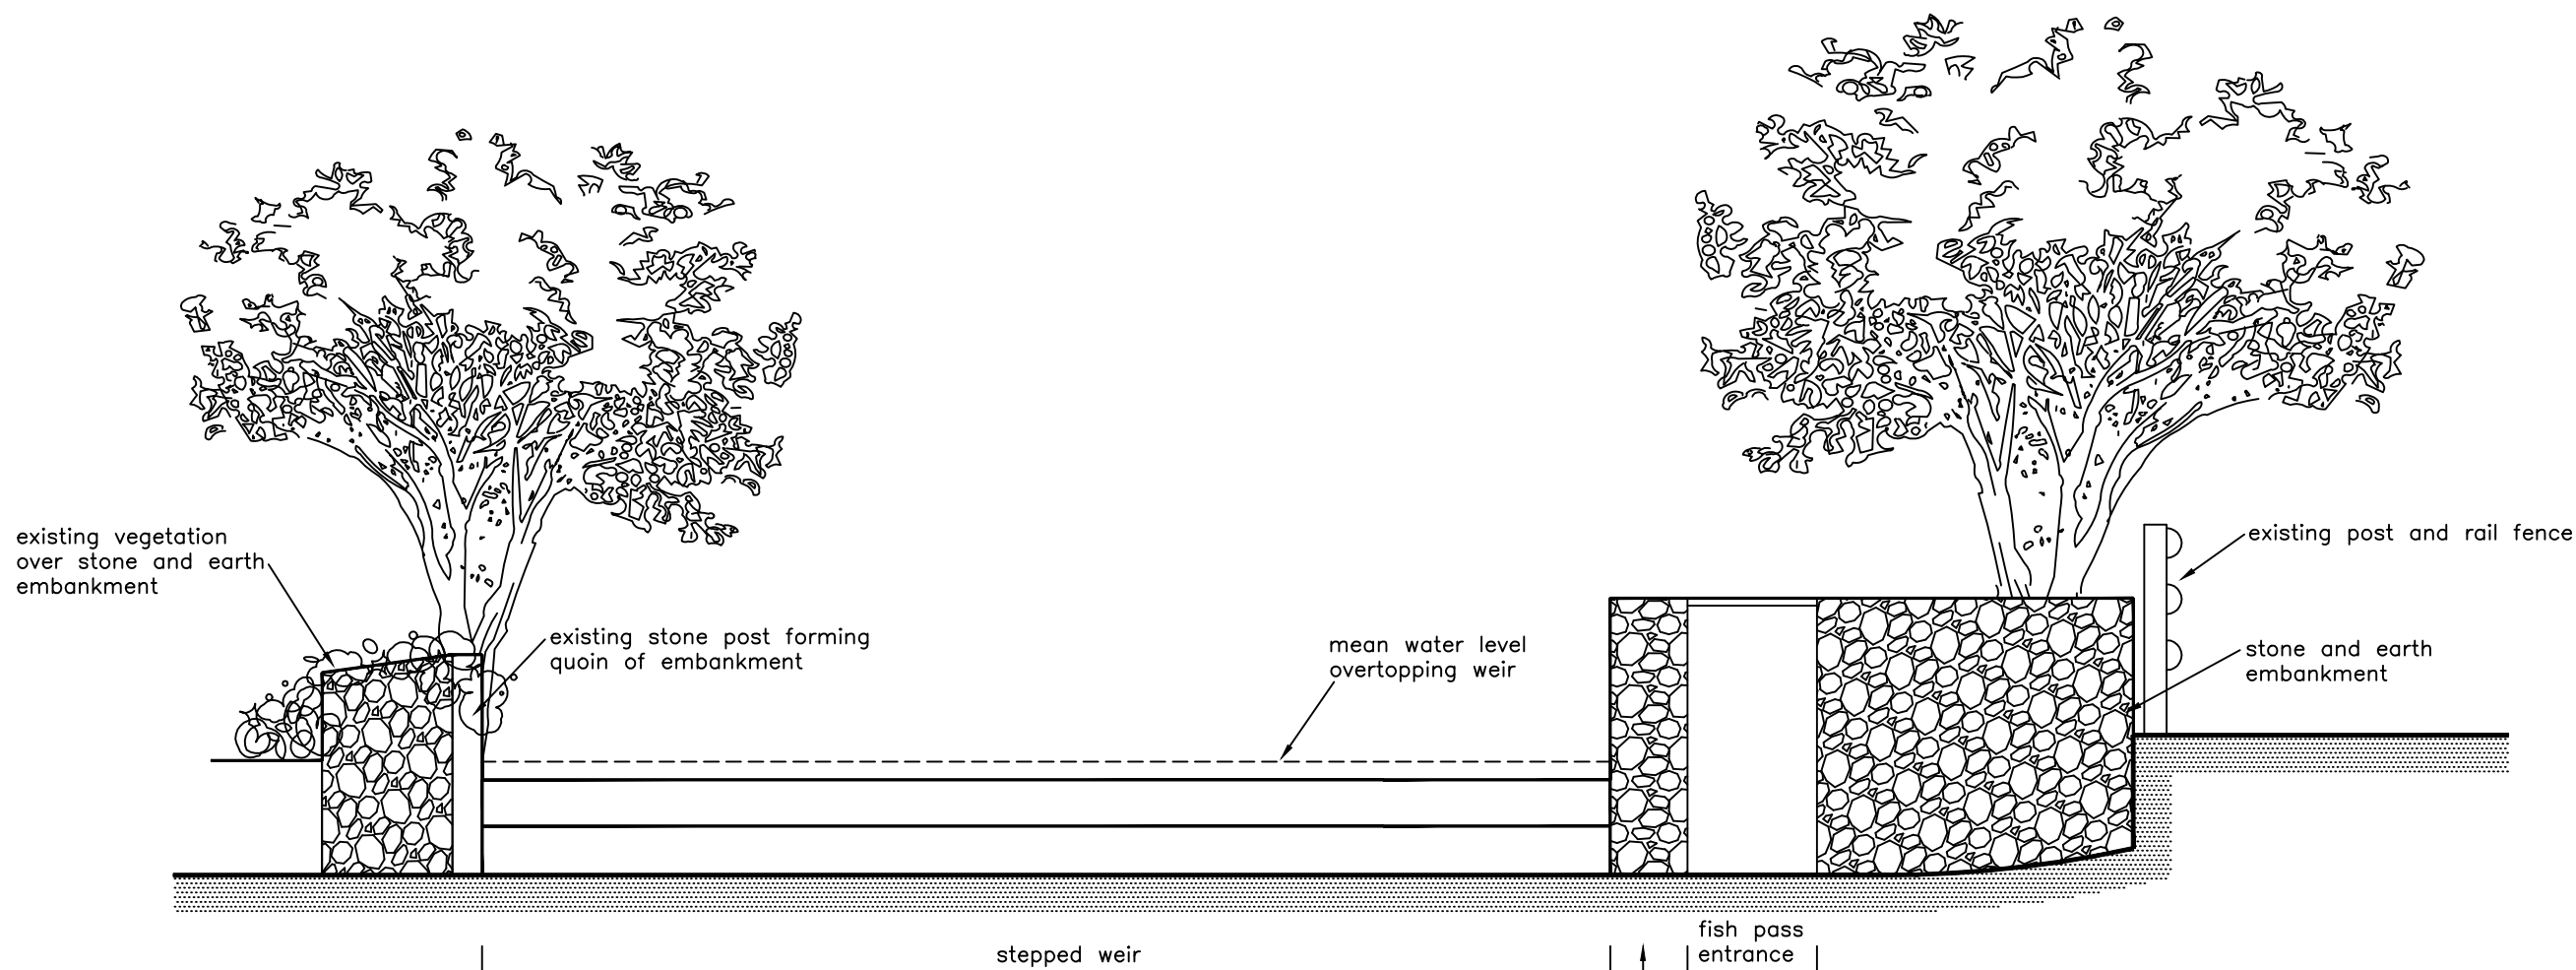 existing vegetation
over stone and earth
embankment
existing stone post forming
quoin of embankment
mean water level
overtopping weir
existing post and rail fence
stone and earth
embankment
stepped weir
fish pass
entrance